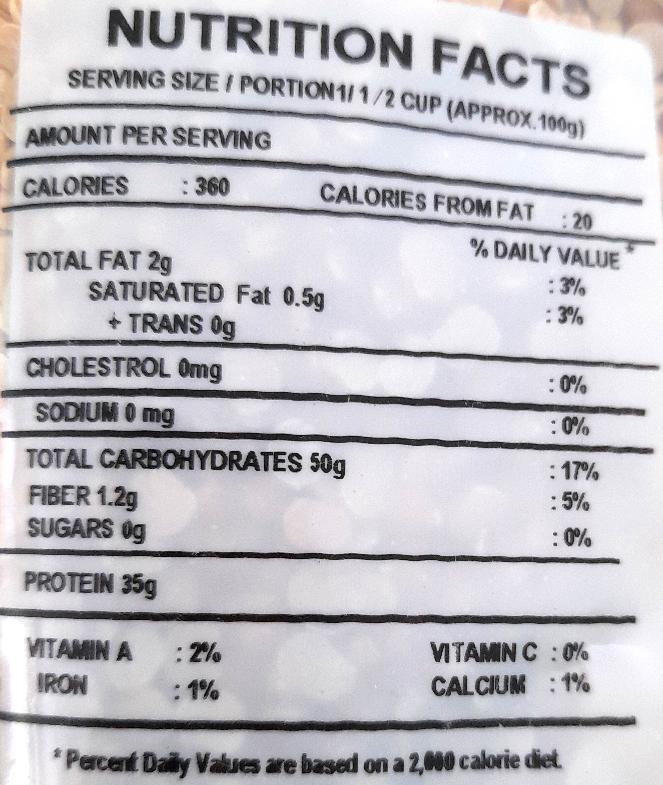 NUTRITION FACTS
SERVING SIZE / PORTION1/ 1/2 CUP (APPROX.100g)
AMOUNT PER SERVING
CALORIES : 360 CALORIES FROM FAT : 20
% DAILY VALUE *
TOTAL FAT 2g : 3%
SATURATED Fat 0.5g : 3%
+ TRANS 0g
CHOLESTROL 0mg : 0%
SODIUM 0 mg : 0%
TOTAL CARBOHYDRATES 50g : 17%
FIBER 1.2g : 5%
SUGARS 0g : 0%
PROTEIN 35g
VITAMIN A : 2% VITAMIN C : 0%
IRON : 1% CALCIUM : 1%
* Percent Daily Values are based on a 2,000 calorie diet.